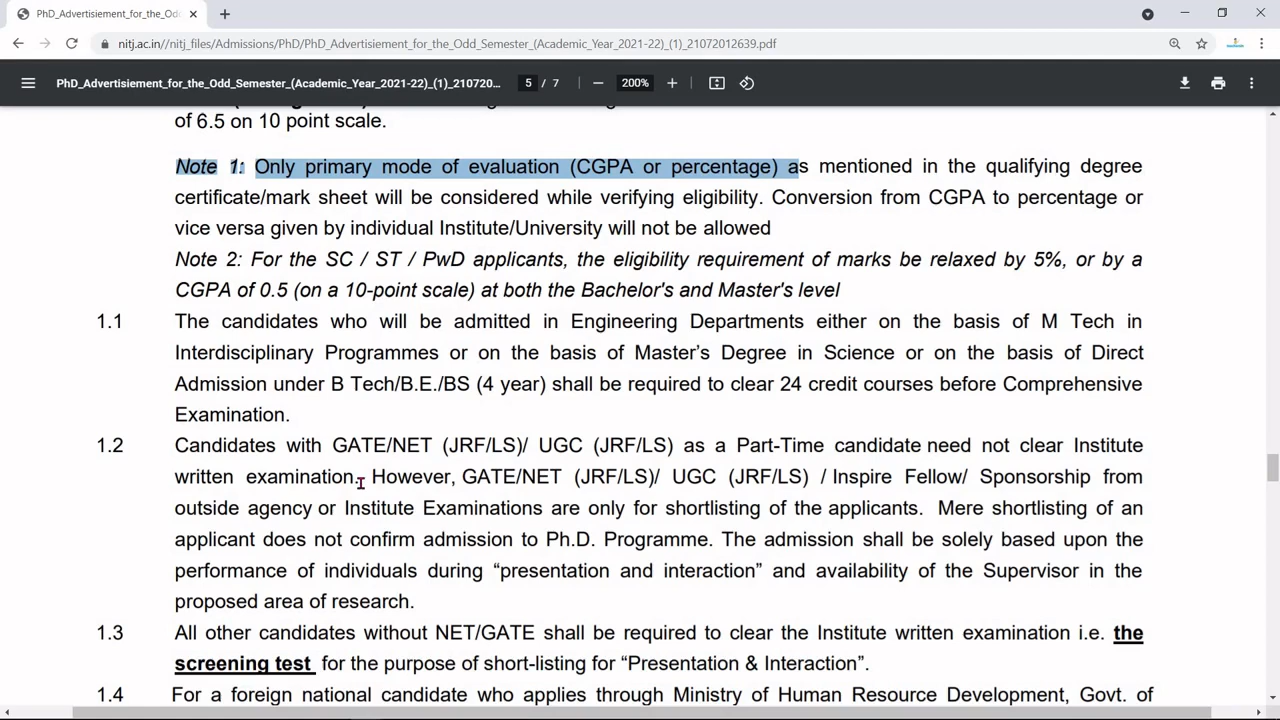 PhD_Advertisiement_for_the_Od
nitj.ac.in//nitj_files/Admissions/PhD/PhD_Advertisiement_for_the_Odd_Semester_(Academic_Year_2021-22)_(1)_21072012639.pdf
PhD_Advertisiement_for_the_Odd_Semester_(Academic_Year_2021-22)_(1)_210720... 5 / 7 200%
of 6.5 on 10 point scale.
Note 1: Only primary mode of evaluation (CGPA or percentage) as mentioned in the qualifying degree
certificate/mark sheet will be considered while verifying eligibility. Conversion from CGPA to percentage or
vice versa given by individual Institute/University will not be allowed
Note 2: For the SC / ST / PwD applicants, the eligibility requirement of marks be relaxed by 5%, or by a
CGPA of 0.5 (on a 10-point scale) at both the Bachelor's and Master's level
1.1 The candidates who will be admitted in Engineering Departments either on the basis of M Tech in
Interdisciplinary Programmes or on the basis of Master’s Degree in Science or on the basis of Direct
Admission under B Tech/B.E./BS (4 year) shall be required to clear 24 credit courses before Comprehensive
Examination.
1.2 Candidates with GATE/NET (JRF/LS)/ UGC (JRF/LS) as a Part-Time candidate need not clear Institute
written examination. However, GATE/NET (JRF/LS)/ UGC (JRF/LS) / Inspire Fellow/ Sponsorship from
outside agency or Institute Examinations are only for shortlisting of the applicants. Mere shortlisting of an
applicant does not confirm admission to Ph.D. Programme. The admission shall be solely based upon the
performance of individuals during “presentation and interaction” and availability of the Supervisor in the
proposed area of research.
1.3 All other candidates without NET/GATE shall be required to clear the Institute written examination i.e. the
screening test for the purpose of short-listing for “Presentation & Interaction”.
1.4 For a foreign national candidate who applies through Ministry of Human Resource Development, Govt. of